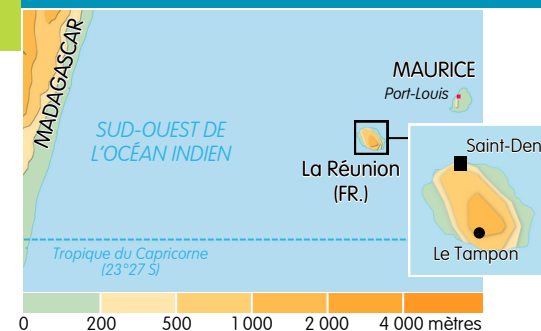 MADAGASCAR
MAURICE
Port-Louis
SUD-OUEST DE
L'OCÉAN INDIEN
La Réunion
(FR.)
Saint-Den
Le Tampon
Tropique du Capricorne
(23°27 S)
0 200 500 1 000 2 000 4 000 mètres